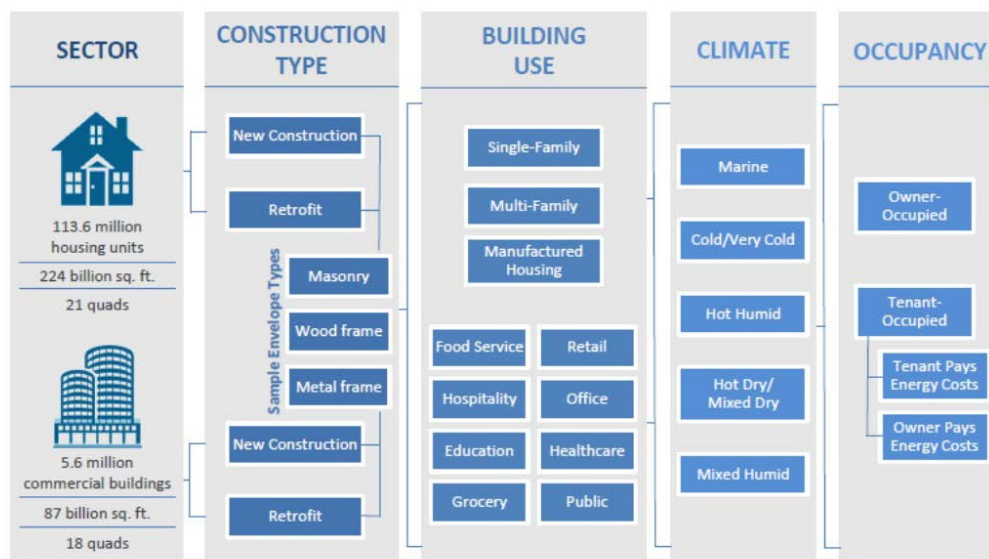 SECTOR
113.6 million
housing units
224 billion sq. ft.
21 quads
5.6 million
commercial buildings
87 billion sq. ft.
18 quads
CONSTRUCTION
TYPE
New Construction
Retrofit
Sample Envelope Types
Masonry
Wood frame
Metal frame
New Construction
Retrofit
BUILDING
USE
Single-Family
Multi-Family
Manufactured
Housing
Food Service
Retail
Hospitality
Office
Education
Healthcare
Grocery
Public
CLIMATE
Marine
Cold/Very Cold
Hot Humid
Hot Dry/
Mixed Dry
Mixed Humid
OCCUPANCY
Owner-
Occupied
Tenant-
Occupied
Tenant Pays
Energy Costs
Owner Pays
Energy Costs